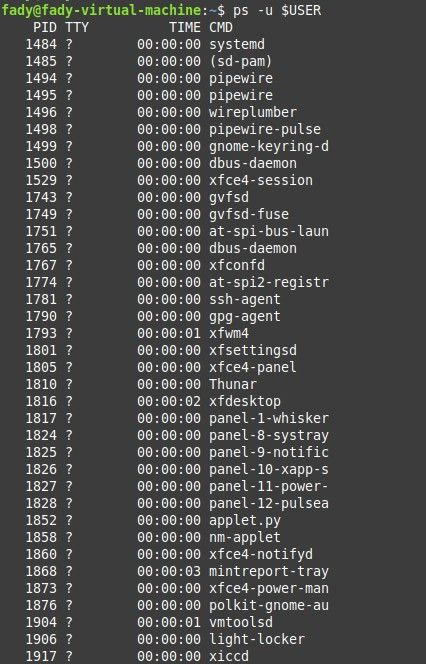 fady@fady-virtual-machine:~$ ps -u $USER
PID TTY TIME CMD
1484 ? 00:00:00 systemd
1485 ? 00:00:00 (sd-pam)
1494 ? 00:00:00 pipewire
1495 ? 00:00:00 pipewire
1496 ? 00:00:00 wireplumber
1498 ? 00:00:00 pipewire-pulse
1499 ? 00:00:00 gnome-keyring-d
1500 ? 00:00:00 dbus-daemon
1529 ? 00:00:00 xfce4-session
1743 ? 00:00:00 gvfsd
1749 ? 00:00:00 gvfsd-fuse
1751 ? 00:00:00 at-spi-bus-laun
1765 ? 00:00:00 dbus-daemon
1767 ? 00:00:00 xfconfd
1774 ? 00:00:00 at-spi2-registr
1781 ? 00:00:00 ssh-agent
1790 ? 00:00:00 gpg-agent
1793 ? 00:00:01 xfwm4
1801 ? 00:00:00 xfsettingsd
1805 ? 00:00:00 xfce4-panel
1810 ? 00:00:00 Thunar
1816 ? 00:00:02 xfdesktop
1817 ? 00:00:00 panel-1-whisker
1824 ? 00:00:00 panel-8-systray
1825 ? 00:00:00 panel-9-notific
1826 ? 00:00:00 panel-10-xapp-s
1827 ? 00:00:00 panel-11-power-
1828 ? 00:00:00 panel-12-pulsea
1852 ? 00:00:00 applet.py
1858 ? 00:00:00 nm-applet
1860 ? 00:00:00 xfce4-notifyd
1868 ? 00:00:03 mintreport-tray
1873 ? 00:00:00 xfce4-power-man
1876 ? 00:00:00 polkit-gnome-au
1904 ? 00:00:01 vmtoolsd
1906 ? 00:00:00 light-locker
1917 ? 00:00:00 xiccd